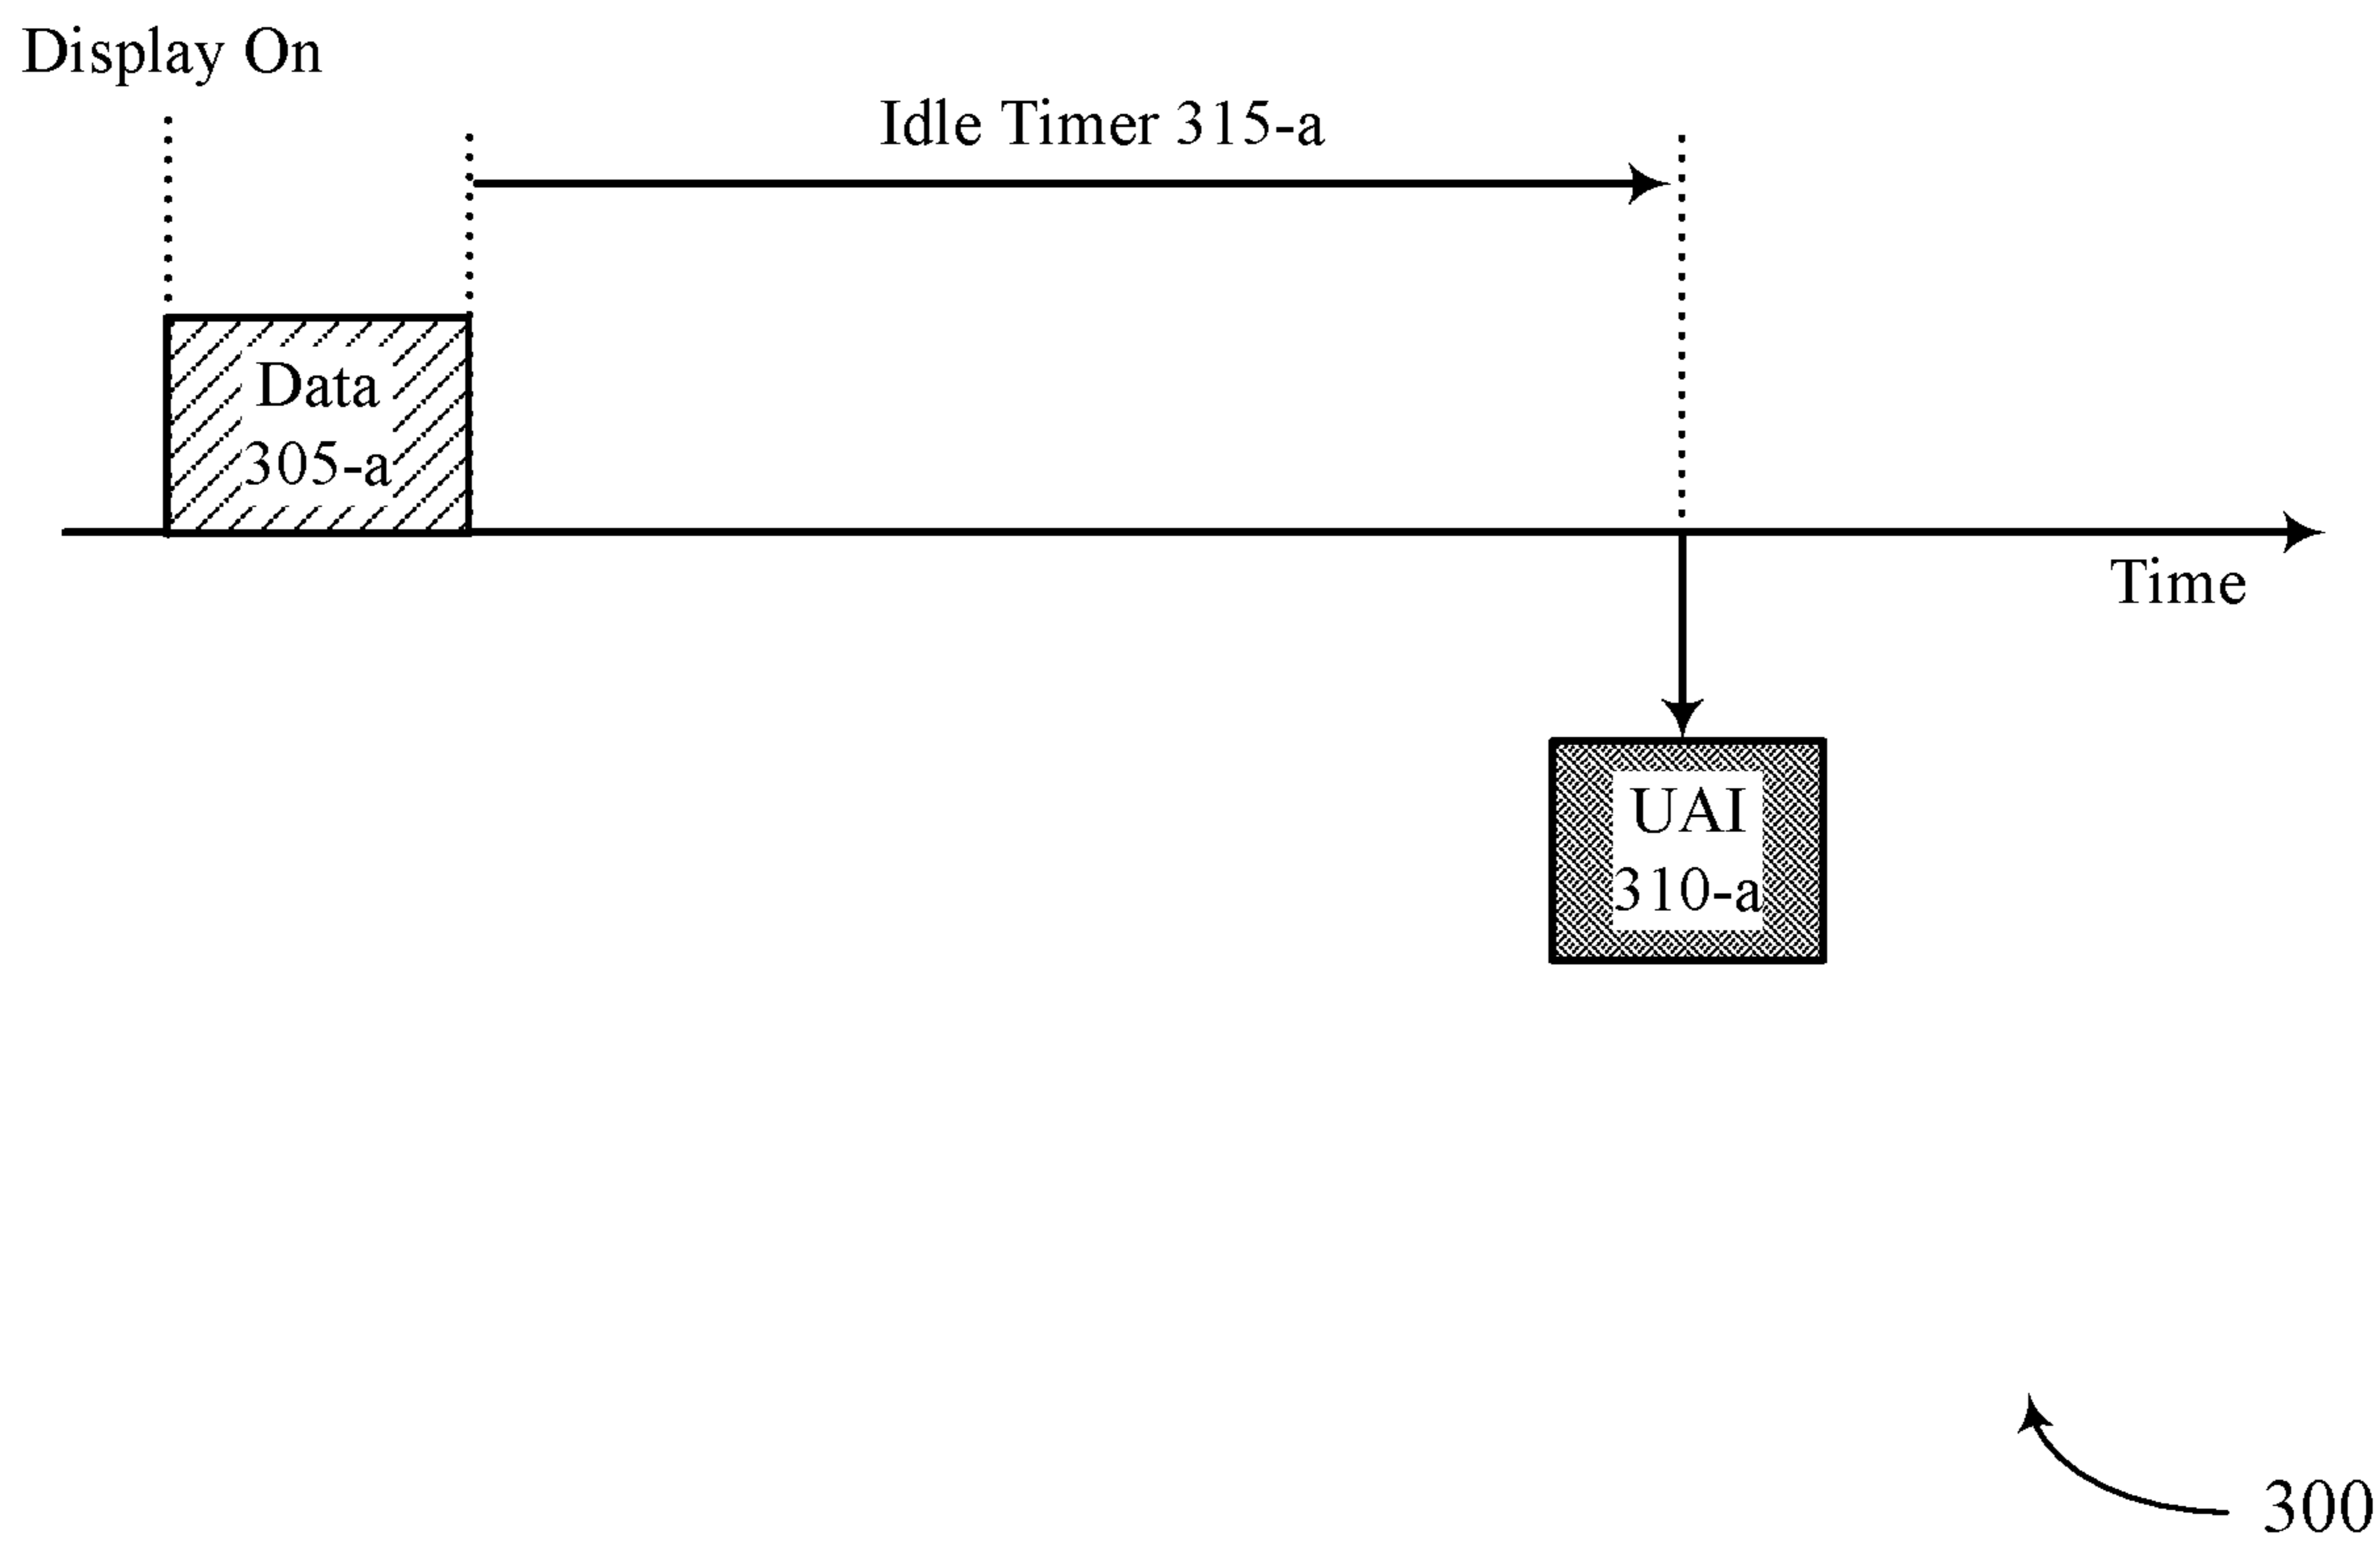 Display On
Idle Timer 315-a
Data
305-a
Time
UAI
310-a
300